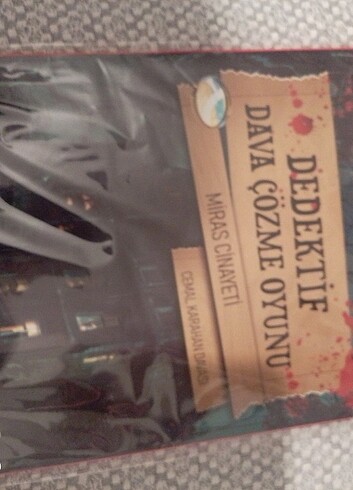 DEDEKTİF
DAVA ÇÖZME OYUNU
MİRAS CİNAYETİ
CEMAL KARAHAN DAVASI